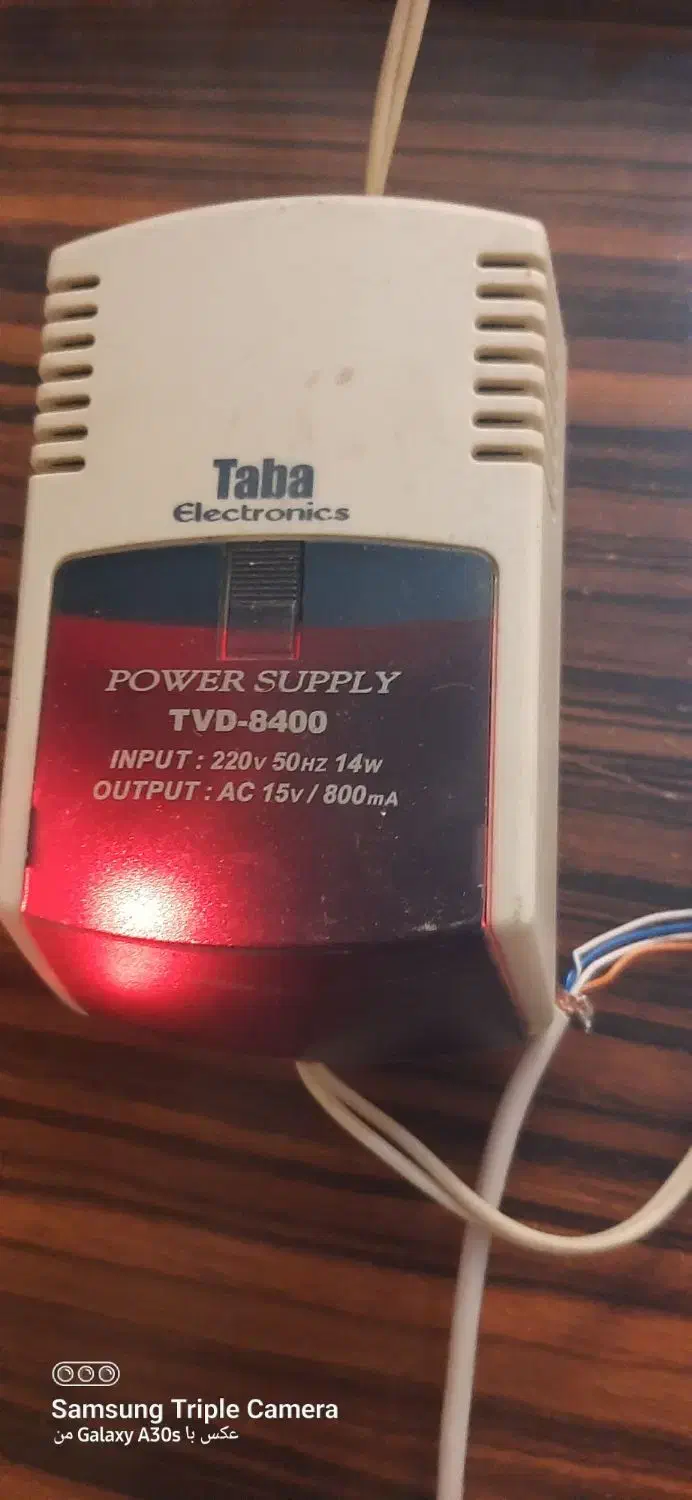 Taba
Electronics
POWER SUPPLY
TVD-8400
INPUT : 220V 50HZ 14W
OUTPUT : AC 15V / 800mA
Samsung Triple Camera
عکس با Galaxy A30s من